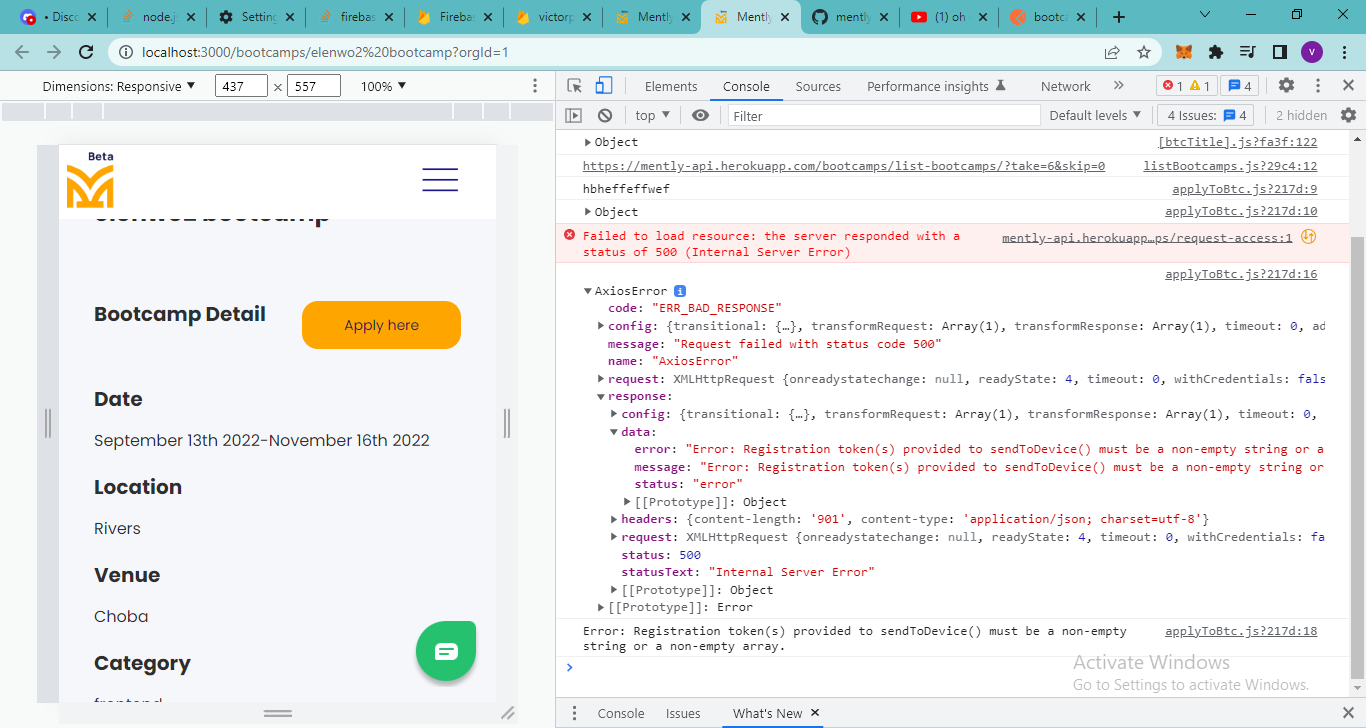 • Disco
node.js
Setting
firebas
Firebas
victorp
Mently
Mently
mently
(1) oh
bootca
localhost:3000/bootcamps/elenwo2%20bootcamp?orgId=1
V
Dimensions: Responsive ▼ 437 × 557 100% ▼
Elements Console Sources Performance insights Network » 1 1 4
top ▼ Filter Default levels ▼ 4 Issues: 4 2 hidden
Beta
elenwo2 bootcamp
Bootcamp Detail
Apply here
Date
September 13th 2022-November 16th 2022
Location
Rivers
Venue
Choba
Category
frontend
Object [btcTitle].js?fa3f:122
https://mently-api.herokuapp.com/bootcamps/list-bootcamps/?take=6&skip=0 listBootcamps.js?29c4:12
hbheffeffwef applyToBtc.js?217d:9
Object applyToBtc.js?217d:10
Failed to load resource: the server responded with a mently-api.herokuapp…ps/request-access:1
status of 500 (Internal Server Error)
applyToBtc.js?217d:16
AxiosError i
code: "ERR_BAD_RESPONSE"
config: {transitional: {…}, transformRequest: Array(1), transformResponse: Array(1), timeout: 0, ad
message: "Request failed with status code 500"
name: "AxiosError"
request: XMLHttpRequest {onreadystatechange: null, readyState: 4, timeout: 0, withCredentials: fals
response:
config: {transitional: {…}, transformRequest: Array(1), transformResponse: Array(1), timeout: 0,
data:
error: "Error: Registration token(s) provided to sendToDevice() must be a non-empty string or a
message: "Error: Registration token(s) provided to sendToDevice() must be a non-empty string or
status: "error"
[[Prototype]]: Object
headers: {content-length: '901', content-type: 'application/json; charset=utf-8'}
request: XMLHttpRequest {onreadystatechange: null, readyState: 4, timeout: 0, withCredentials: fa
status: 500
statusText: "Internal Server Error"
[[Prototype]]: Object
[[Prototype]]: Error
Error: Registration token(s) provided to sendToDevice() must be a non-empty applyToBtc.js?217d:18
string or a non-empty array.
Activate Windows
Go to Settings to activate Windows.
Console Issues What's New ×